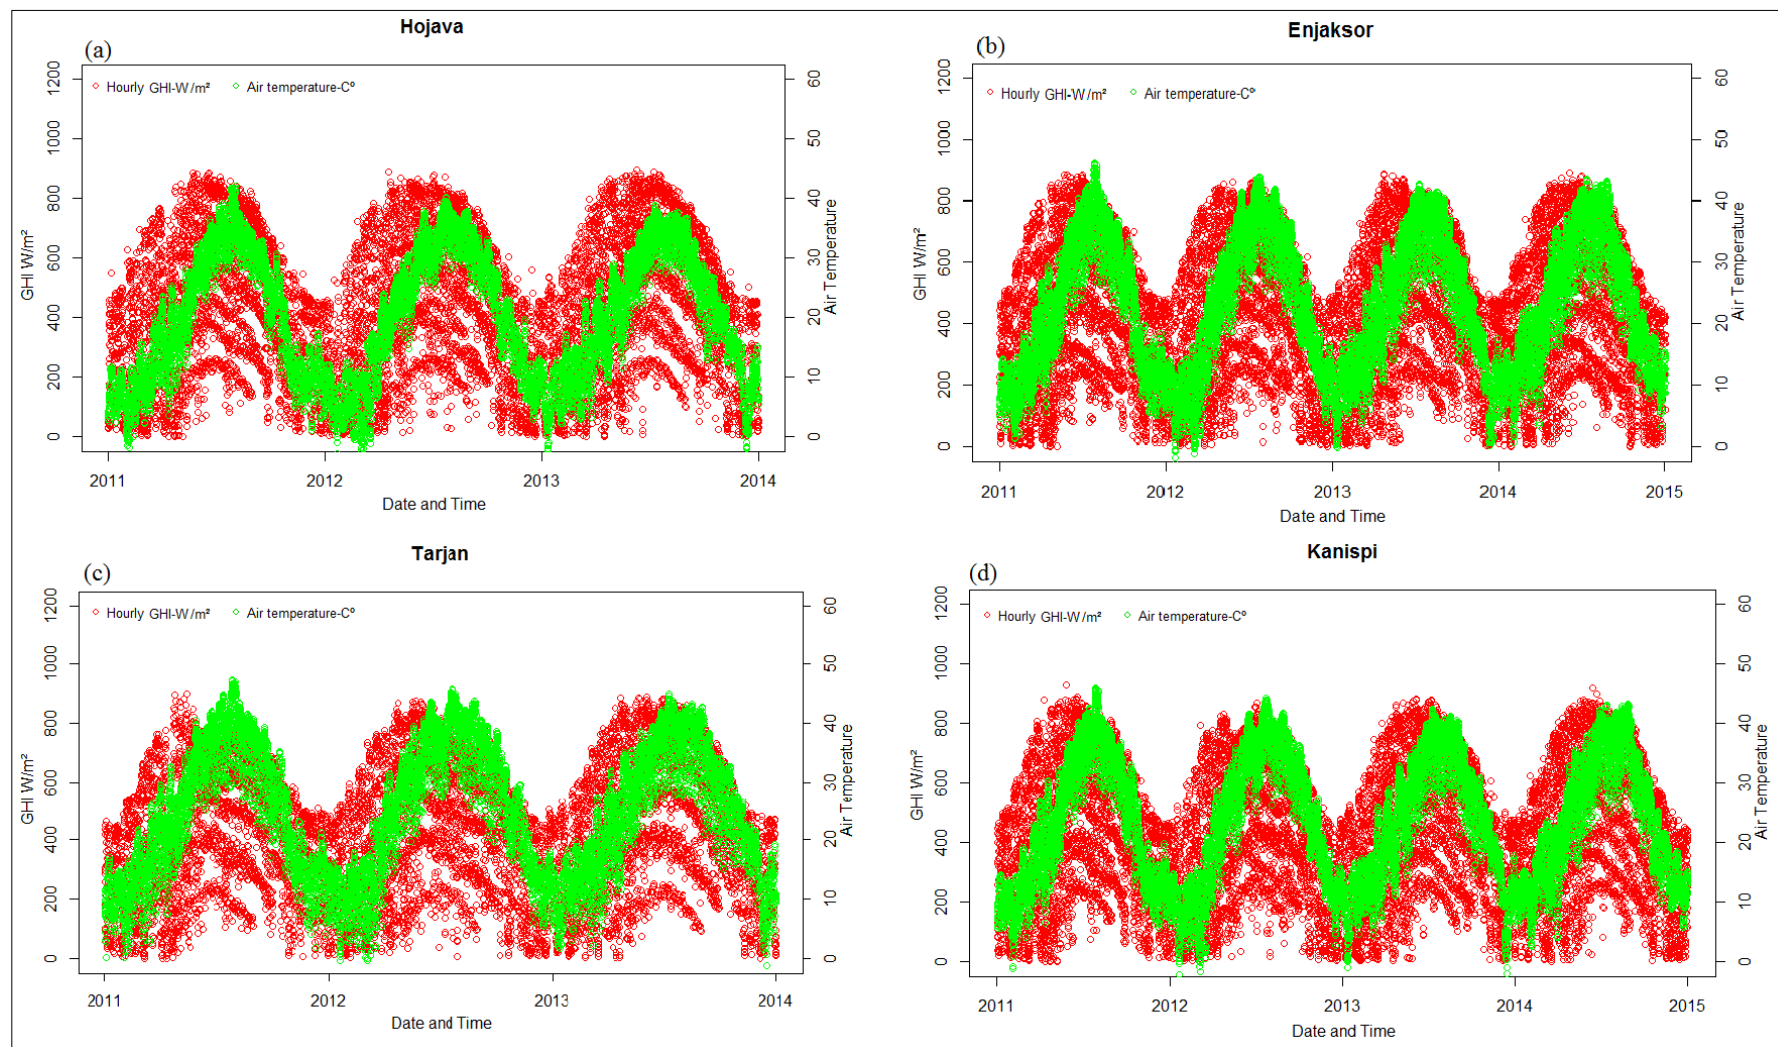 Hojava
(a)
Hourly GHI-W/m²
Air temperature-Cº
GHI W/m²
0
200
400
600
800
1000
1200
Air Temperature
0
10
20
30
40
50
60
2011
2012
2013
2014
Date and Time
Enjaksor
(b)
Hourly GHI-W/m²
Air temperature-Cº
GHI W/m²
0
200
400
600
800
1000
1200
Air Temperature
0
10
20
30
40
50
60
2011
2012
2013
2014
2015
Date and Time
Tarjan
(c)
Hourly GHI-W/m²
Air temperature-Cº
GHI W/m²
0
200
400
600
800
1000
1200
Air Temperature
0
10
20
30
40
50
60
2011
2012
2013
2014
Date and Time
Kanispi
(d)
Hourly GHI-W/m²
Air temperature-Cº
GHI W/m²
0
200
400
600
800
1000
1200
Air Temperature
0
10
20
30
40
50
60
2011
2012
2013
2014
2015
Date and Time